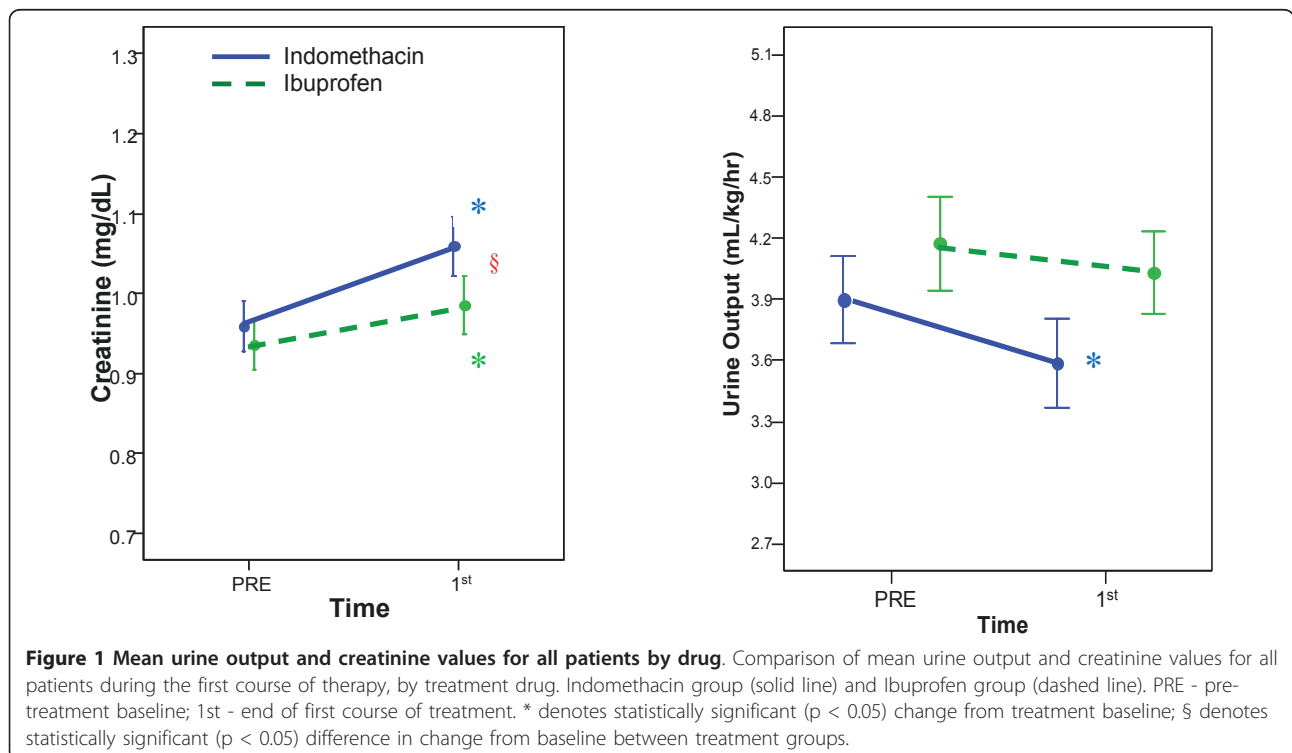 1.3
1.2
1.1
1.0
0.9
0.8
0.7
Creatinine (mg/dL)
Indomethacin
Ibuprofen
*
§
*
PRE 1st
Time
5.1
4.8
4.5
4.2
3.9
3.6
3.3
3.0
2.7
Urine Output (mL/kg/hr)
*
PRE 1st
Time
Figure 1 Mean urine output and creatinine values for all patients by drug. Comparison of mean urine output and creatinine values for all
patients during the first course of therapy, by treatment drug. Indomethacin group (solid line) and Ibuprofen group (dashed line). PRE - pre-
treatment baseline; 1st - end of first course of treatment. * denotes statistically significant (p < 0.05) change from treatment baseline; § denotes
statistically significant (p < 0.05) difference in change from baseline between treatment groups.